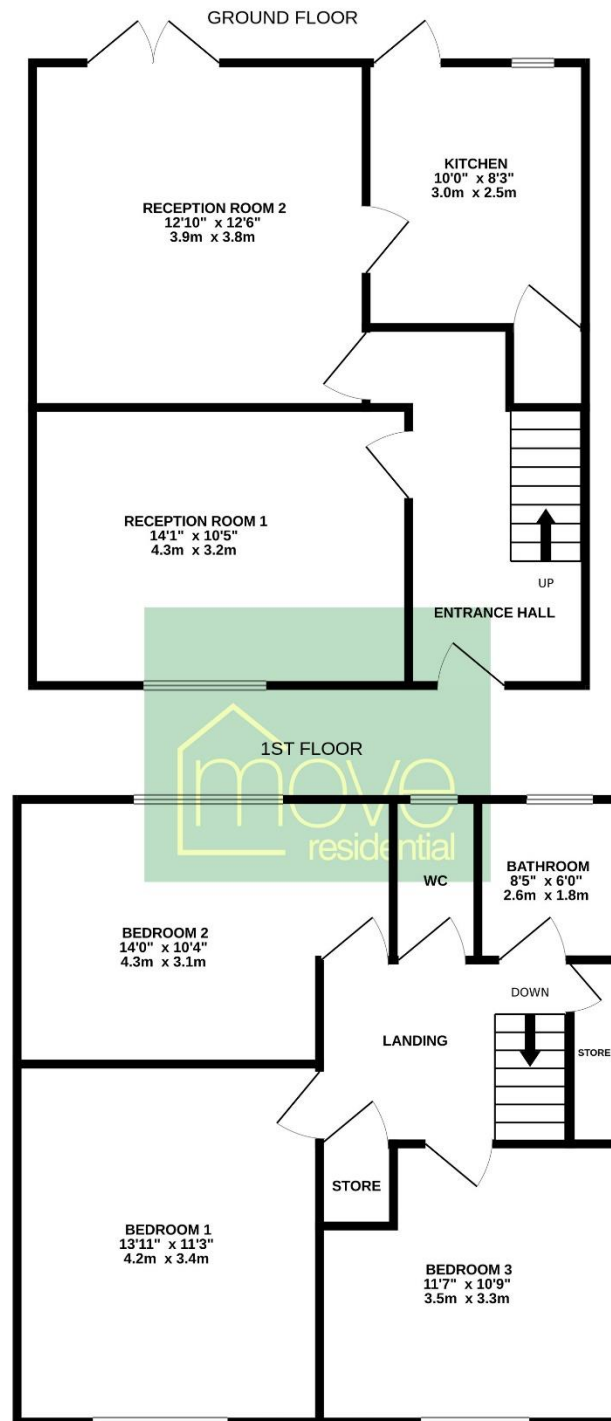 GROUND FLOOR
KITCHEN
10'0" x 8'3"
3.0m x 2.5m
RECEPTION ROOM 2
12'10" x 12'6"
3.9m x 3.8m
RECEPTION ROOM 1
14'1" x 10'5"
4.3m x 3.2m
UP
ENTRANCE HALL
1ST FLOOR
move
residential
BATHROOM
8'5" x 6'0"
2.6m x 1.8m
WC
BEDROOM 2
14'0" x 10'4"
4.3m x 3.1m
DOWN
LANDING
STORE
STORE
BEDROOM 1
13'11" x 11'3"
4.2m x 3.4m
BEDROOM 3
11'7" x 10'9"
3.5m x 3.3m